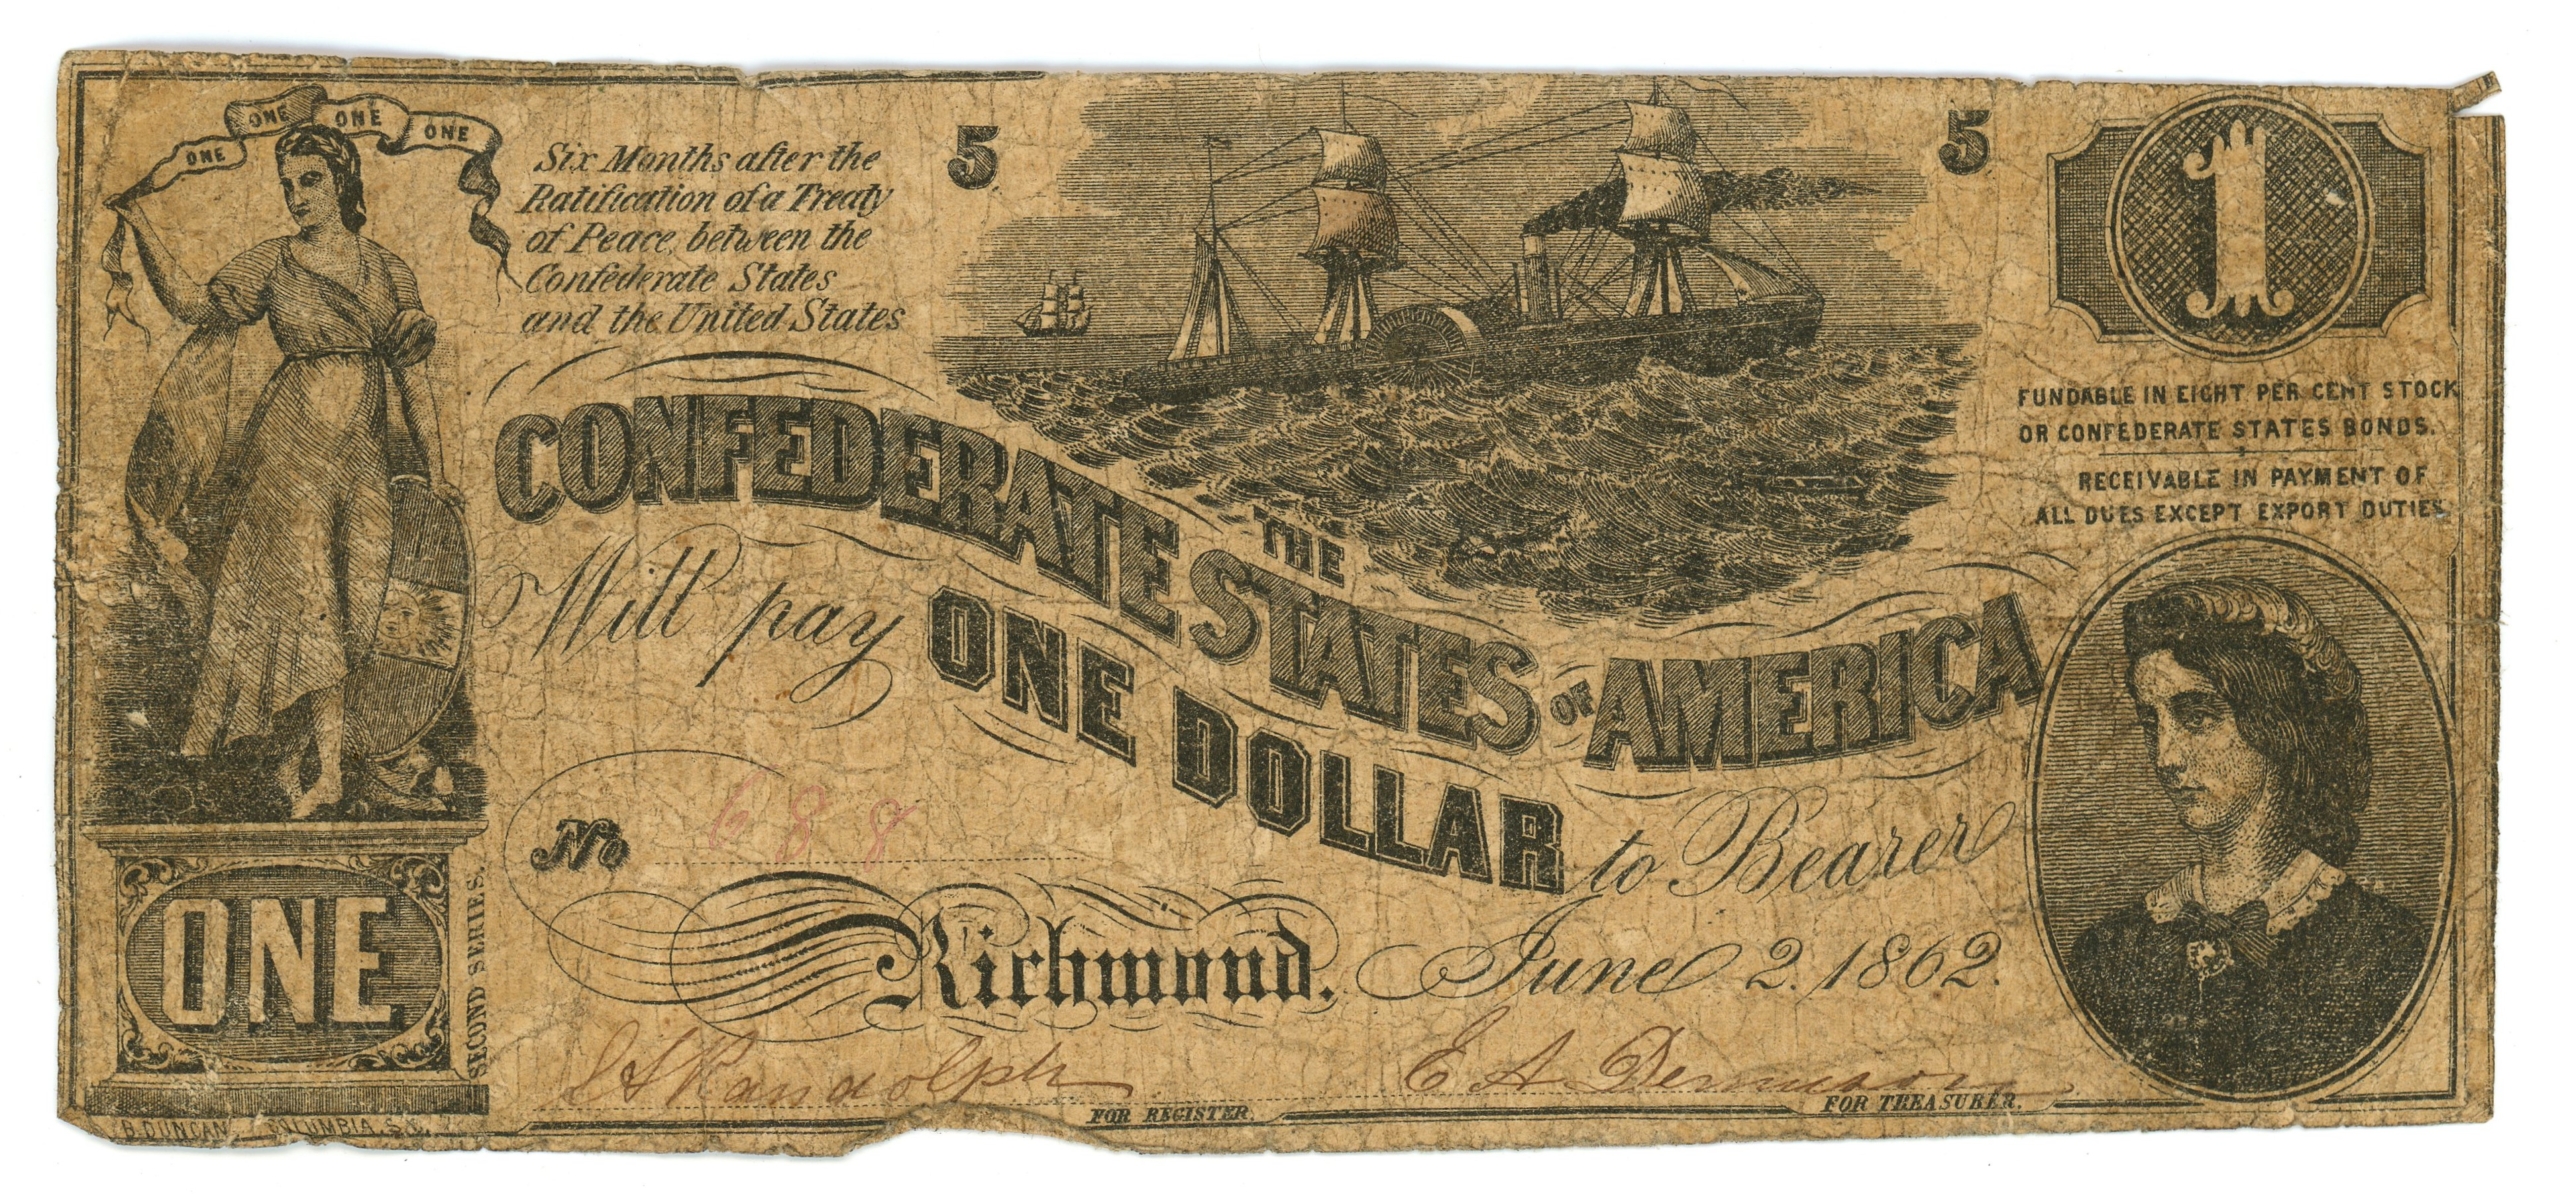 ONE ONE ONE ONE
Six Months after the
Ratification of a Treaty
of Peace, between the
Confederate States
and the United States
5
5
1
FUNDABLE IN EIGHT PER CENT STOCK
OR CONFEDERATE STATES BONDS.
RECEIVABLE IN PAYMENT OF
ALL DUES EXCEPT EXPORT DUTIES
THE
CONFEDERATE STATES OF AMERICA
Will pay ONE DOLLAR to Bearer
No 688
Richmond. June 2. 1862.
ONE
SECOND SERIES.
Randolph
FOR REGISTER.
E A
FOR TREASURER.
B. DUNCAN, COLUMBIA, S.C.